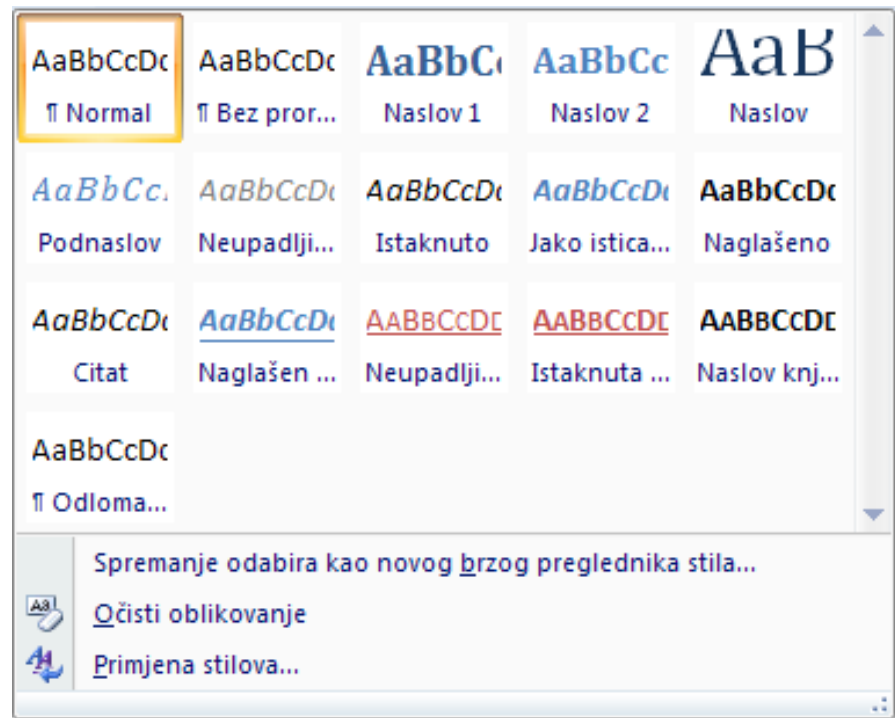 AaBbCcDc AaBbCcDc AaBbC AaBbCc AaB
¶ Normal ¶ Bez pror... Naslov 1 Naslov 2 Naslov
AaBbCc. AaBbCcDc AaBbCcDc AaBbCcDc AaBbCcDc
Podnaslov Neupadlji... Istaknuto Jako istica... Naglašeno
AaBbCcDc AaBbCcDc AABBCCDD AABBCCDD AABBCCDD
Citat Naglašen ... Neupadlji... Istaknuta ... Naslov knj...
AaBbCcDc
¶ Odloma...
Spremanje odabira kao novog brzog preglednika stila...
Aa
Očisti oblikovanje
Primjena stilova...